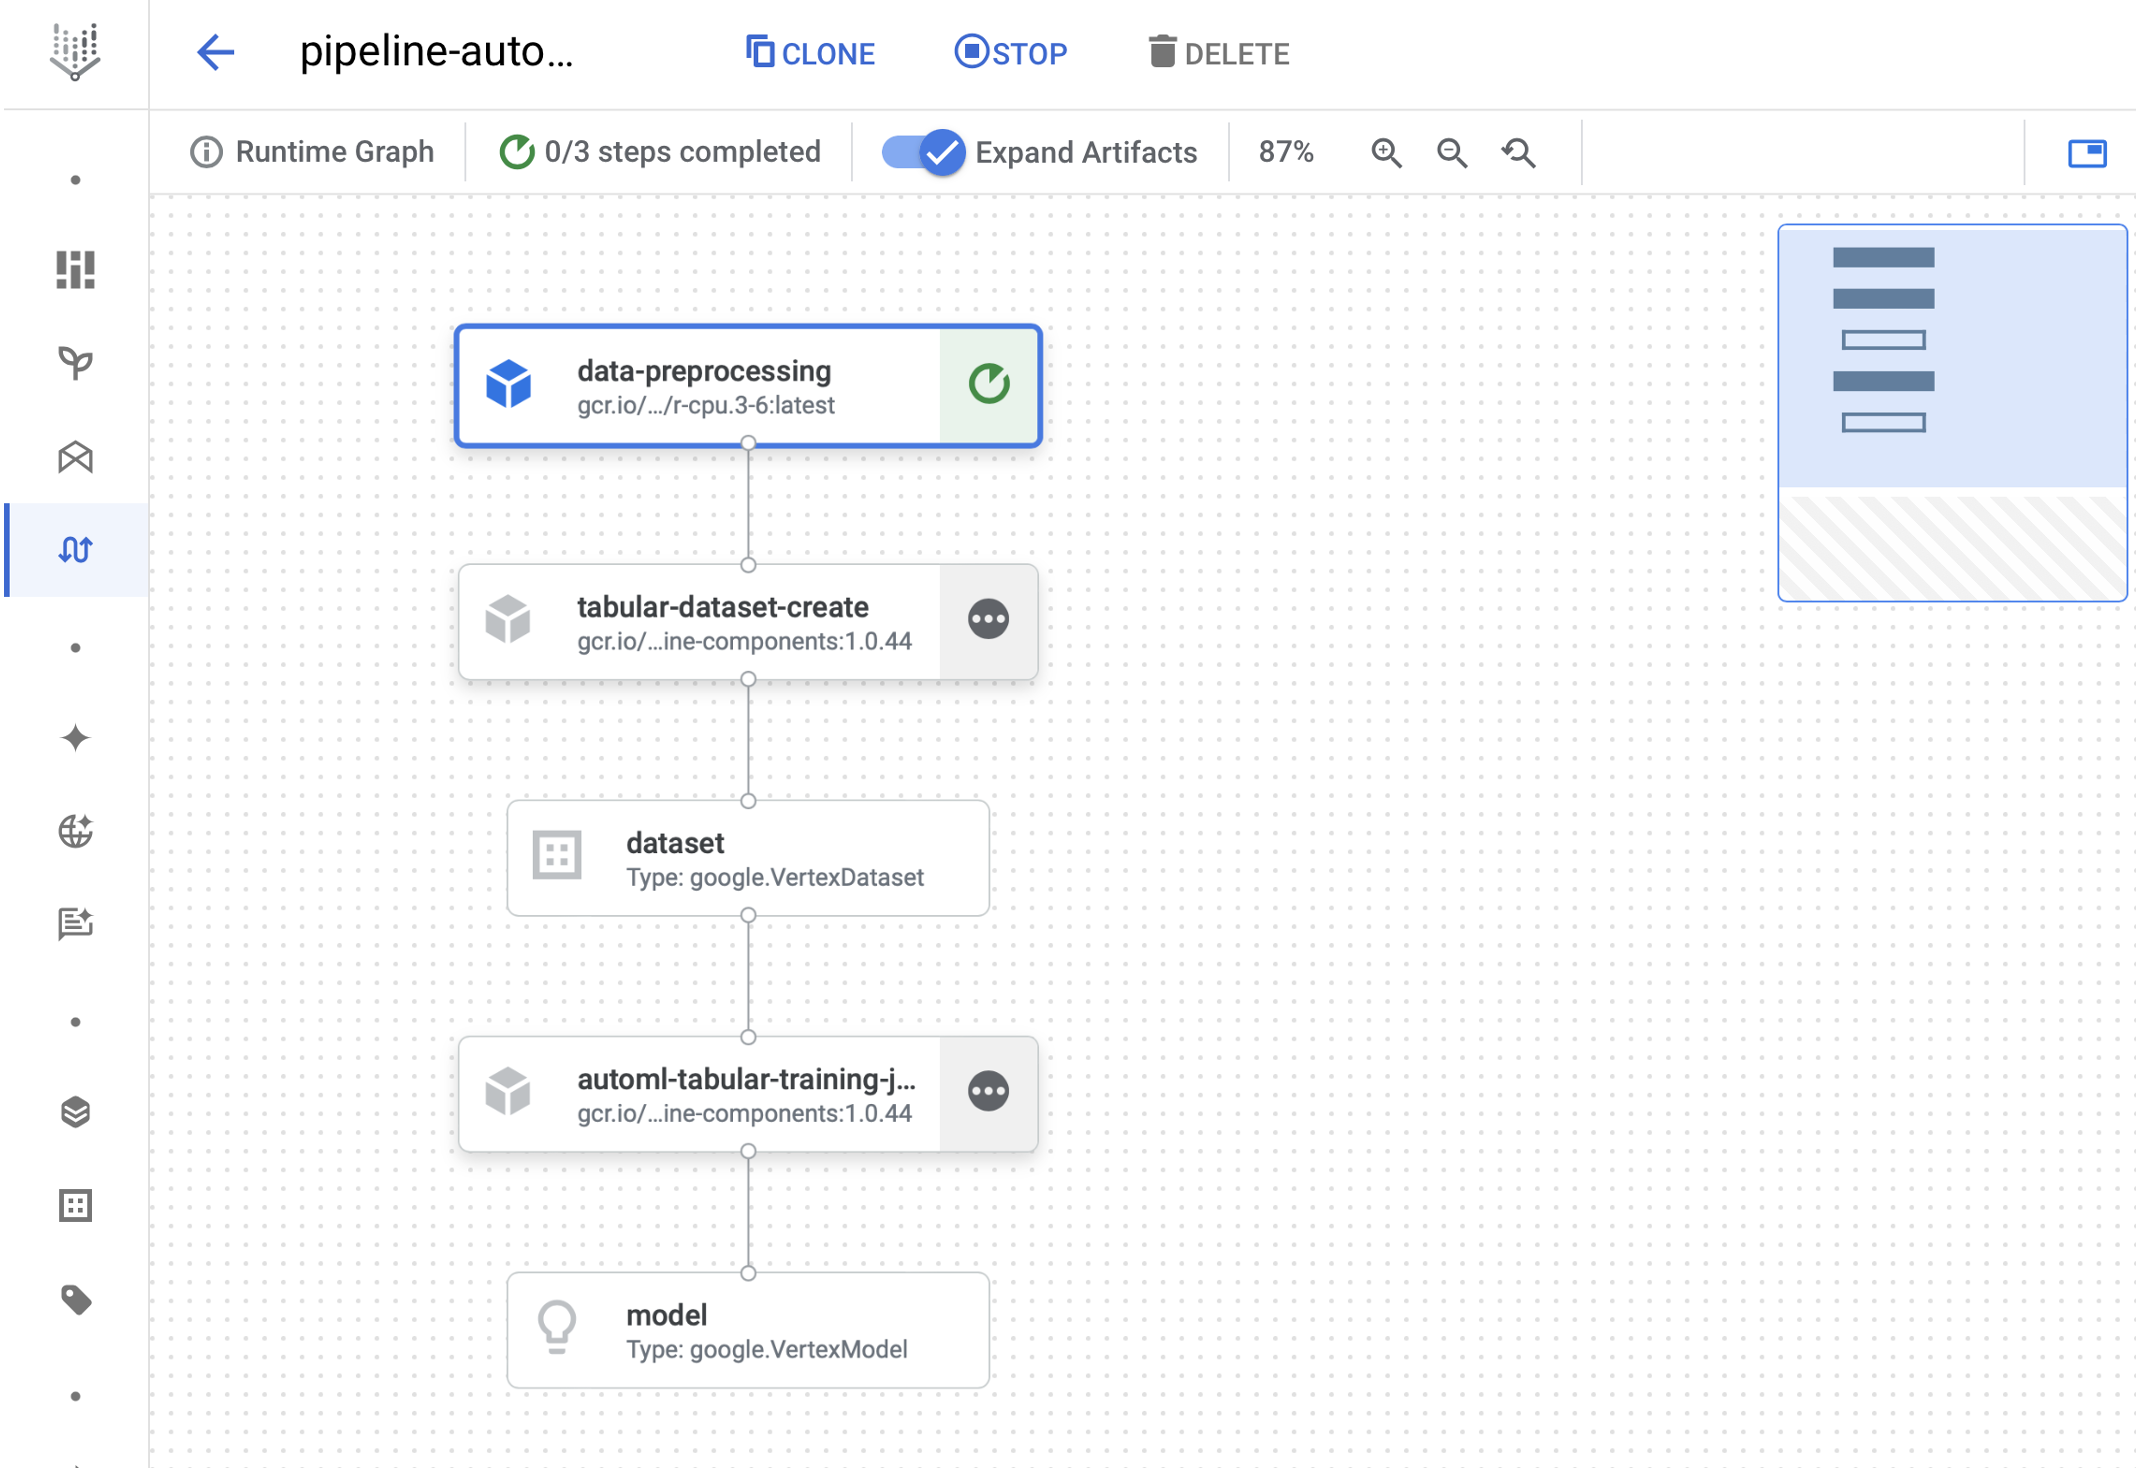 pipeline-auto...
CLONE
STOP
DELETE
Runtime Graph
0/3 steps completed
Expand Artifacts
87%
data-preprocessing
gcr.io/.../r-cpu.3-6:latest
tabular-dataset-create
gcr.io/...ine-components:1.0.44
dataset
Type: google.VertexDataset
automl-tabular-training-j...
gcr.io/...ine-components:1.0.44
model
Type: google.VertexModel